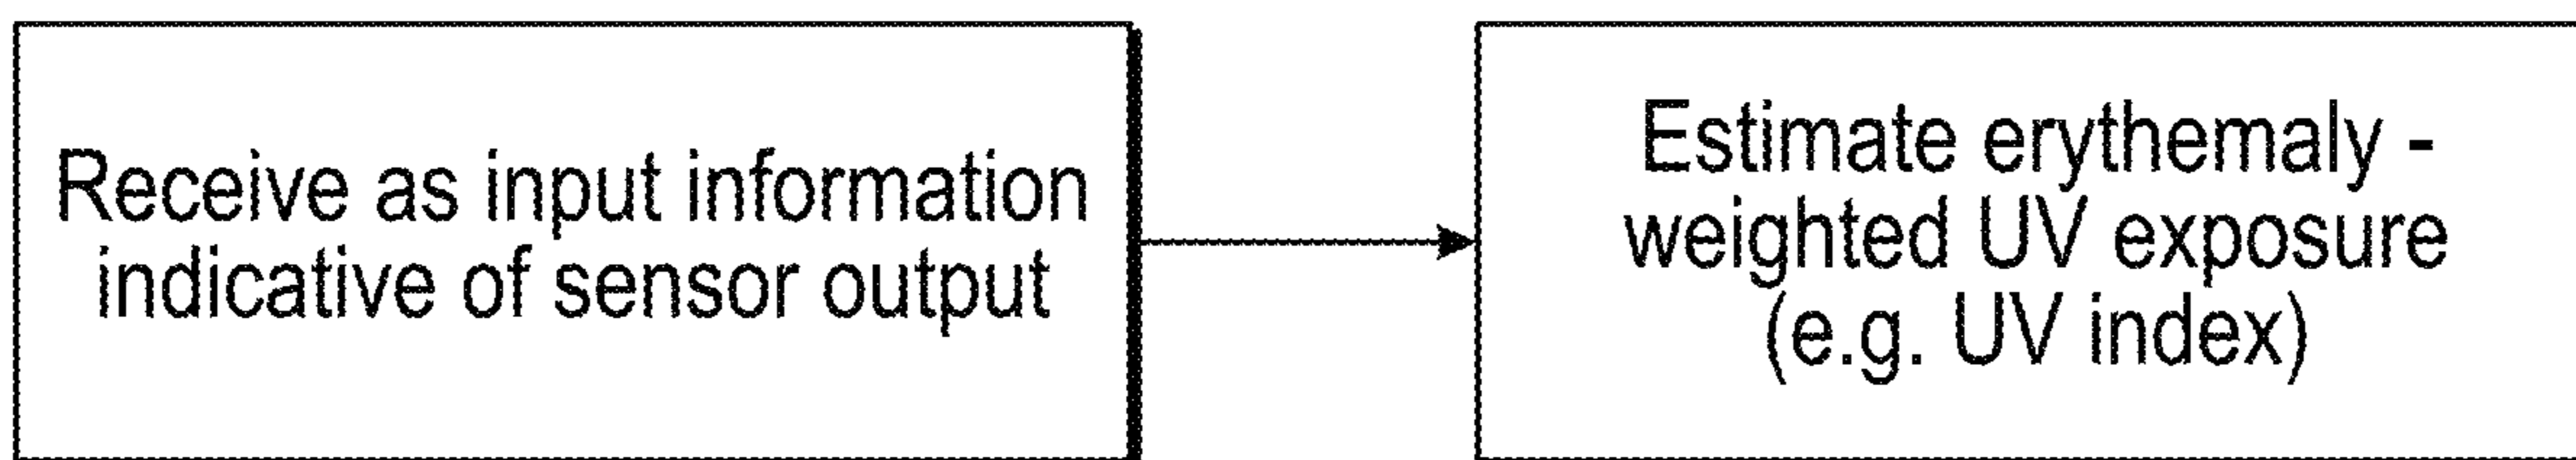 Receive as input information
indicative of sensor output
Estimate erythemaly -
weighted UV exposure
(e.g. UV index)